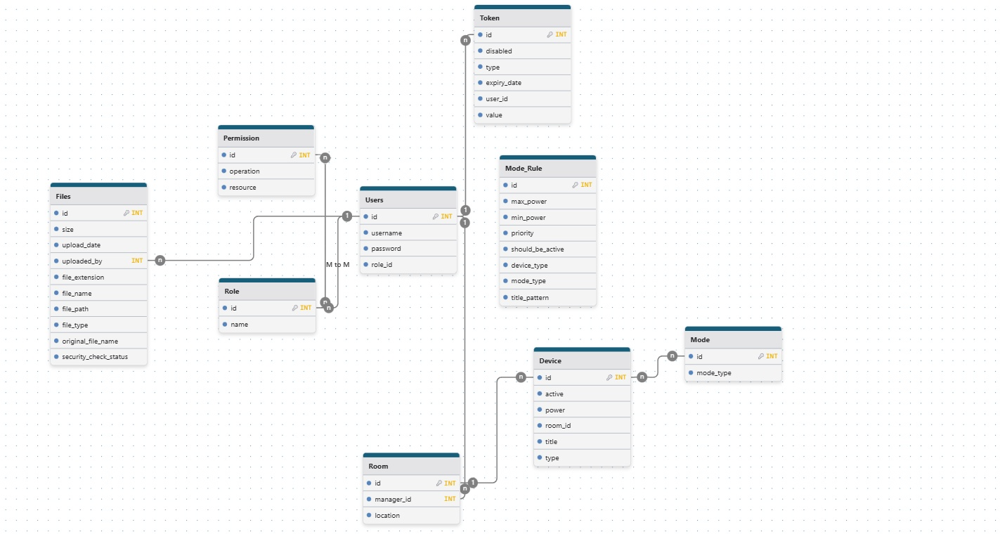 Token
id INT
disabled
type
expiry_date
user_id
value
Permission
id INT
operation
resource
Mode_Rule
id INT
max_power
min_power
priority
should_be_active
device_type
mode_type
title_pattern
Files
id INT
size
upload_date
uploaded_by INT
file_extension
file_name
file_path
file_type
original_file_name
security_check_status
Users
id INT
username
password
role_id
M to M
Role
id INT
name
Mode
id INT
mode_type
Device
id INT
active
power
room_id
title
type
Room
id INT
manager_id INT
location
n
n
1
1
1
n
n
n
n
n
n
1
n